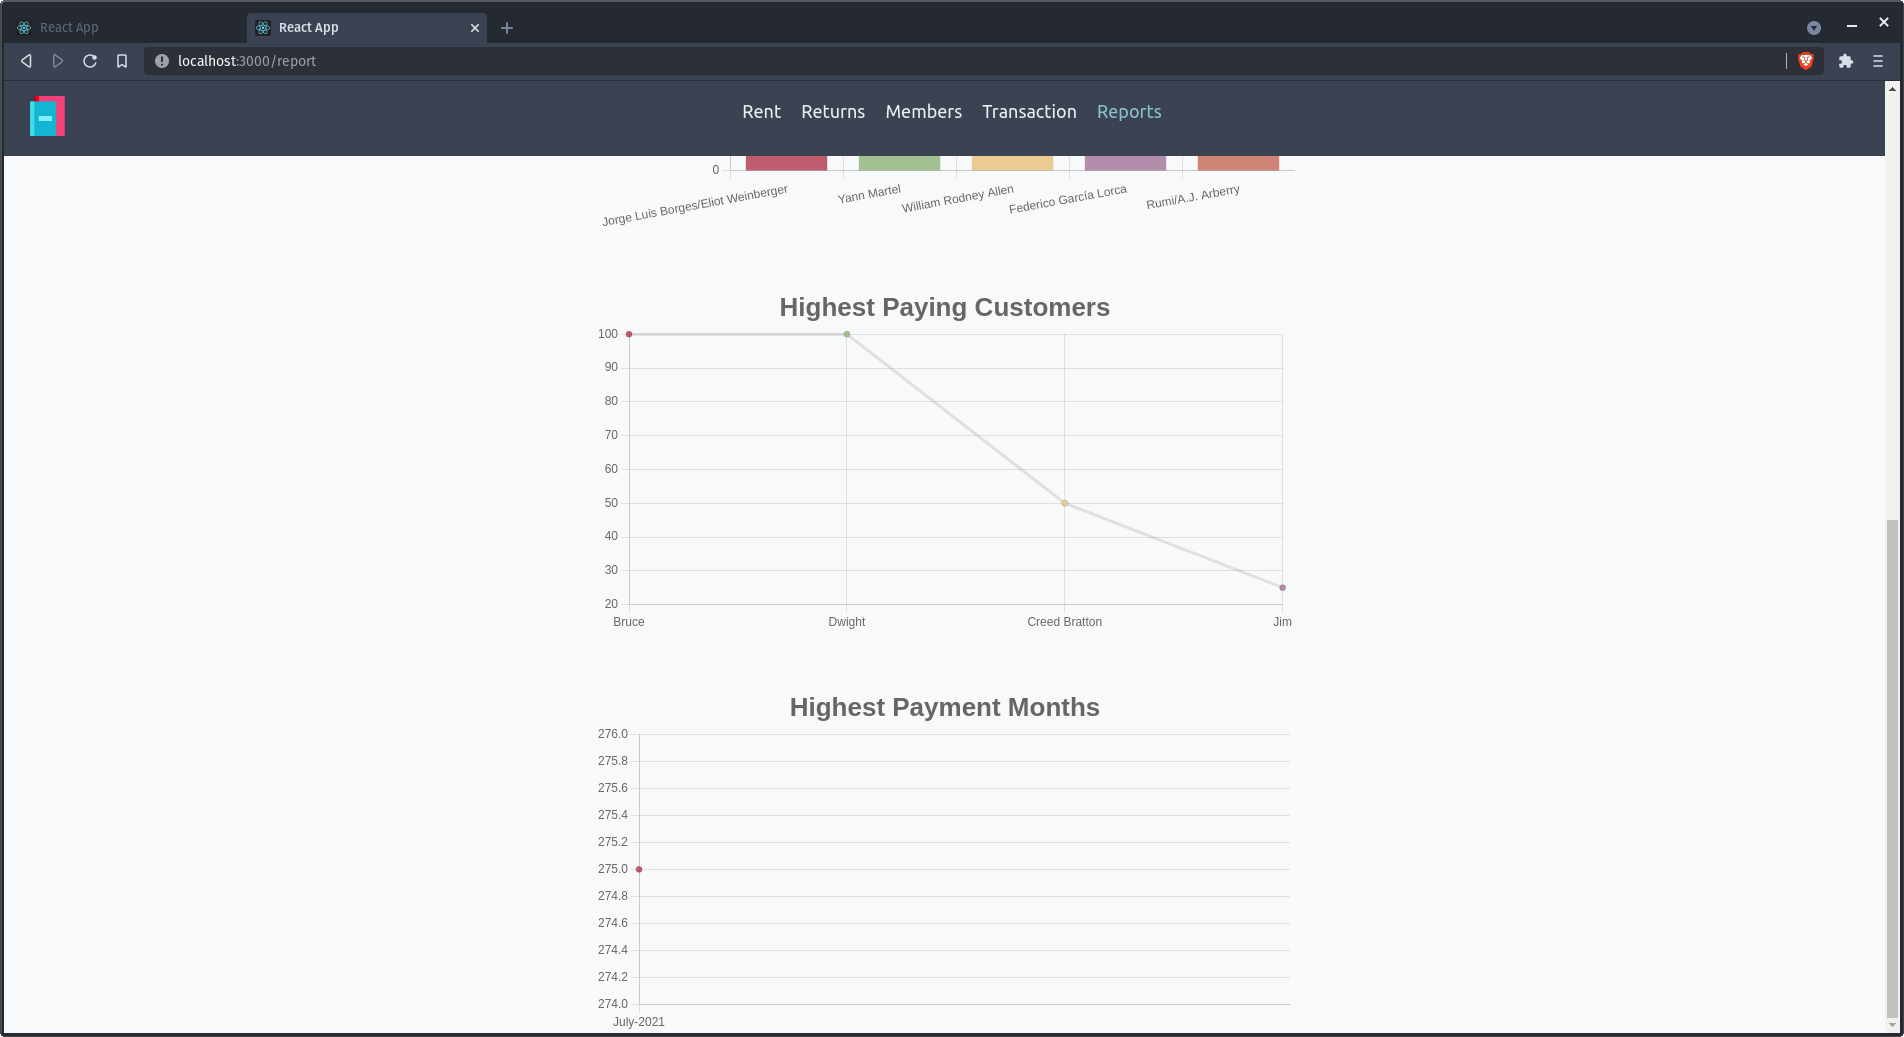 React App
React App
localhost:3000/report
Rent Returns Members Transaction Reports
0
Jorge Luis Borges/Eliot Weinberger
Yann Martel
William Rodney Allen
Federico García Lorca
Rumi/A.J. Arberry
Highest Paying Customers
100
90
80
70
60
50
40
30
20
Bruce Dwight Creed Bratton Jim
Highest Payment Months
276.0
275.8
275.6
275.4
275.2
275.0
274.8
274.6
274.4
274.2
274.0
July-2021